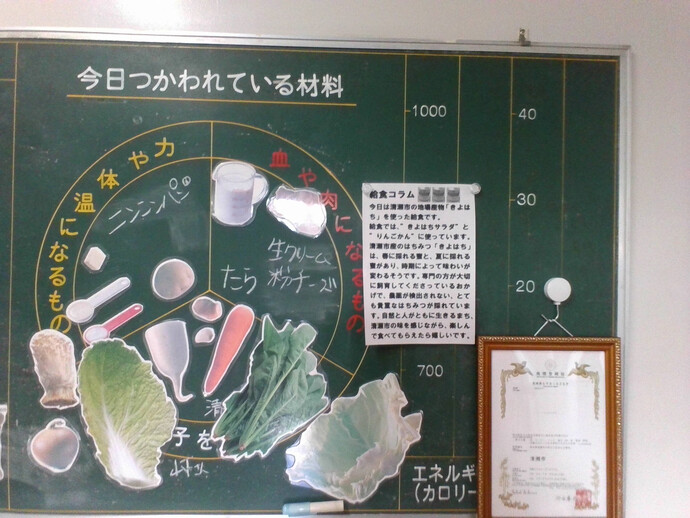 今日つかわれている材料
力や体温になるもの
血や肉になるもの
ニンニンパン
生クリーム
たら 粉チーズ
子を
1000
700
40
30
20
エネルギ
(カロリー
給食コラム
今日は清瀬市の地場産物「きよは
ち」を使った給食です。
給食では、"きよはちサラダ"と
"りんごかん"に使っています。
清瀬市産のはちみつ「きよはち」
は、春に採れる蜜と、夏に採れる
蜜があり、時期によって味わいが
変わるそうです。専門の方が大切
に飼育してくださっているおか
げで、農薬が検出されない、とて
も貴重なはちみつが採れていま
す。自然と人がともに生きるまち、
清瀬市の味を感じながら、楽しん
で食べてもらえたら嬉しいです。